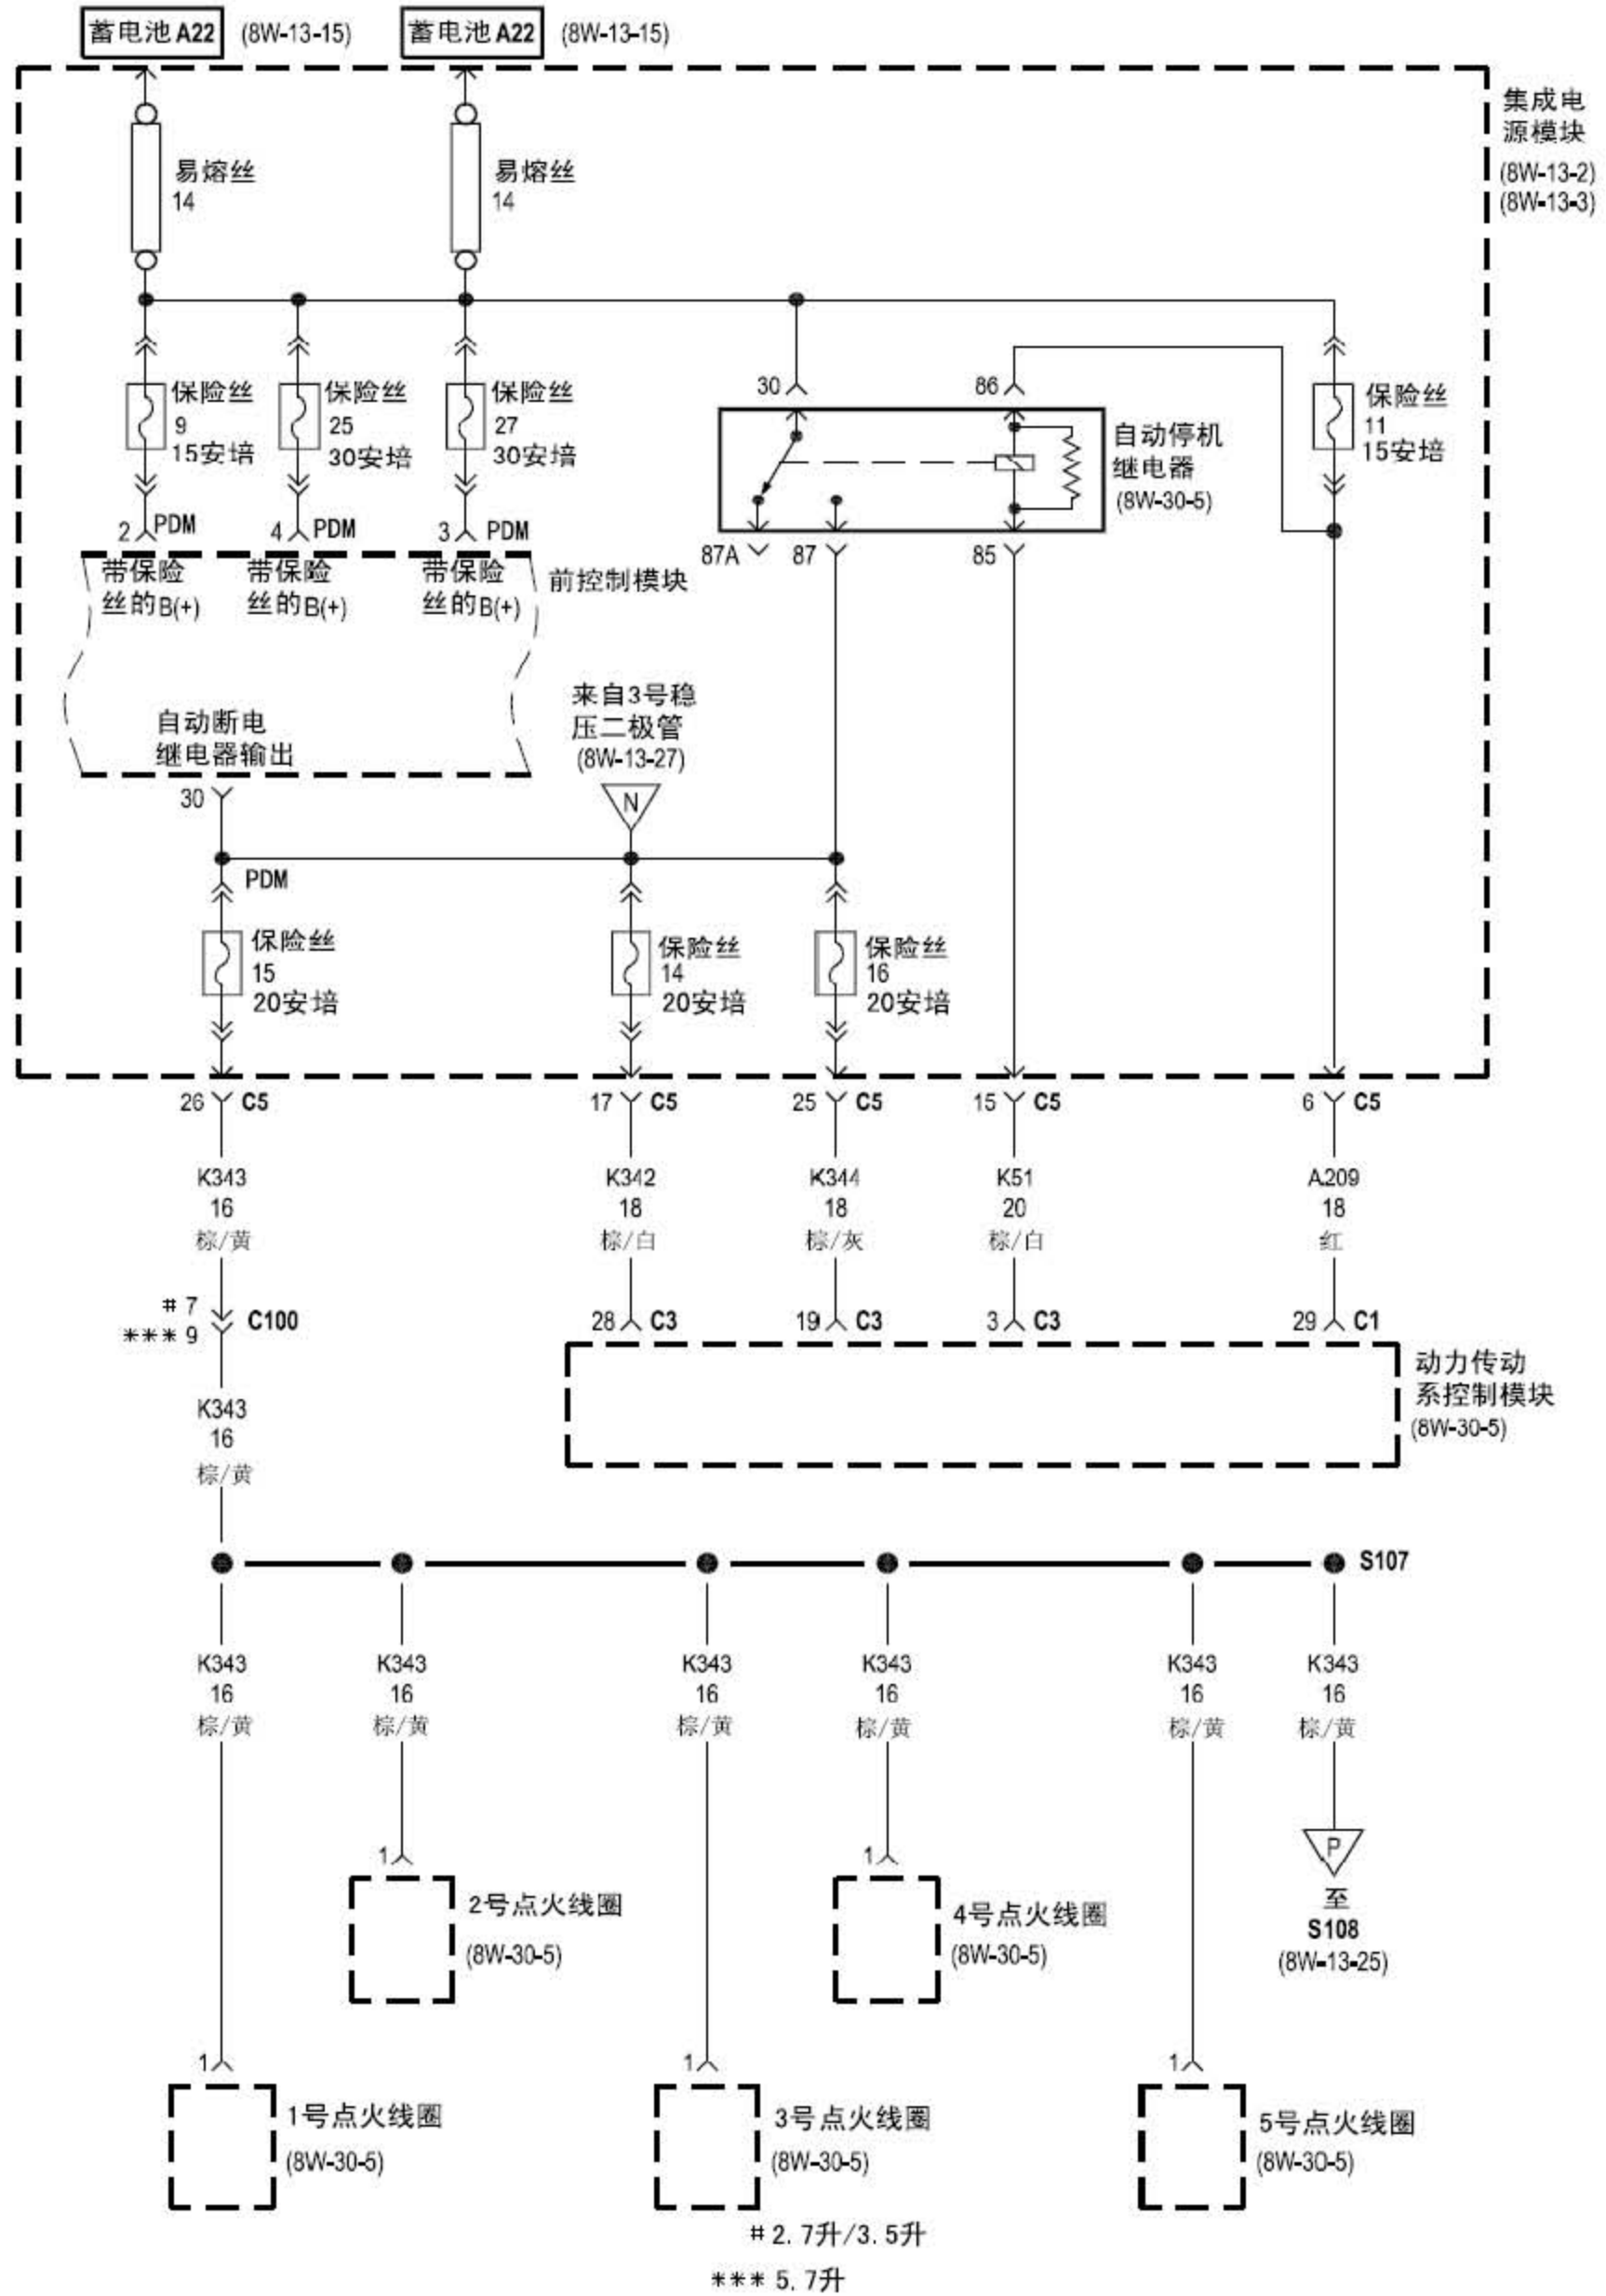 蓄电池 A22 (8W-13-15) 蓄电池 A22 (8W-13-15)
集成电
源模块
(8W-13-2)
(8W-13-3)
易熔丝
14
易熔丝
14
保险丝
9
15安培
保险丝
25
30安培
保险丝
27
30安培
30
86
自动停机
继电器
(8W-30-5)
保险丝
11
15安培
2 PDM
4 PDM
3 PDM
87A
87
85
带保险
丝的B(+)
带保险
丝的B(+)
带保险
丝的B(+)
前控制模块
自动断电
继电器输出
30
来自3号稳
压二极管
(8W-13-27)
N
PDM
保险丝
15
20安培
保险丝
14
20安培
保险丝
16
20安培
26 C5
17 C5
25 C5
15 C5
6 C5
K343
16
棕/黄
K342
18
棕/白
K344
18
棕/灰
K51
20
棕/白
A209
18
红
# 7
*** 9
C100
28 C3
19 C3
3 C3
29 C1
动力传动
系控制模块
(8W-30-5)
K343
16
棕/黄
S107
K343
16
棕/黄
K343
16
棕/黄
K343
16
棕/黄
K343
16
棕/黄
K343
16
棕/黄
K343
16
棕/黄
1
2号点火线圈
(8W-30-5)
1
4号点火线圈
(8W-30-5)
P
至
S108
(8W-13-25)
1
1号点火线圈
(8W-30-5)
1
3号点火线圈
(8W-30-5)
1
5号点火线圈
(8W-30-5)
# 2.7升/3.5升
*** 5.7升